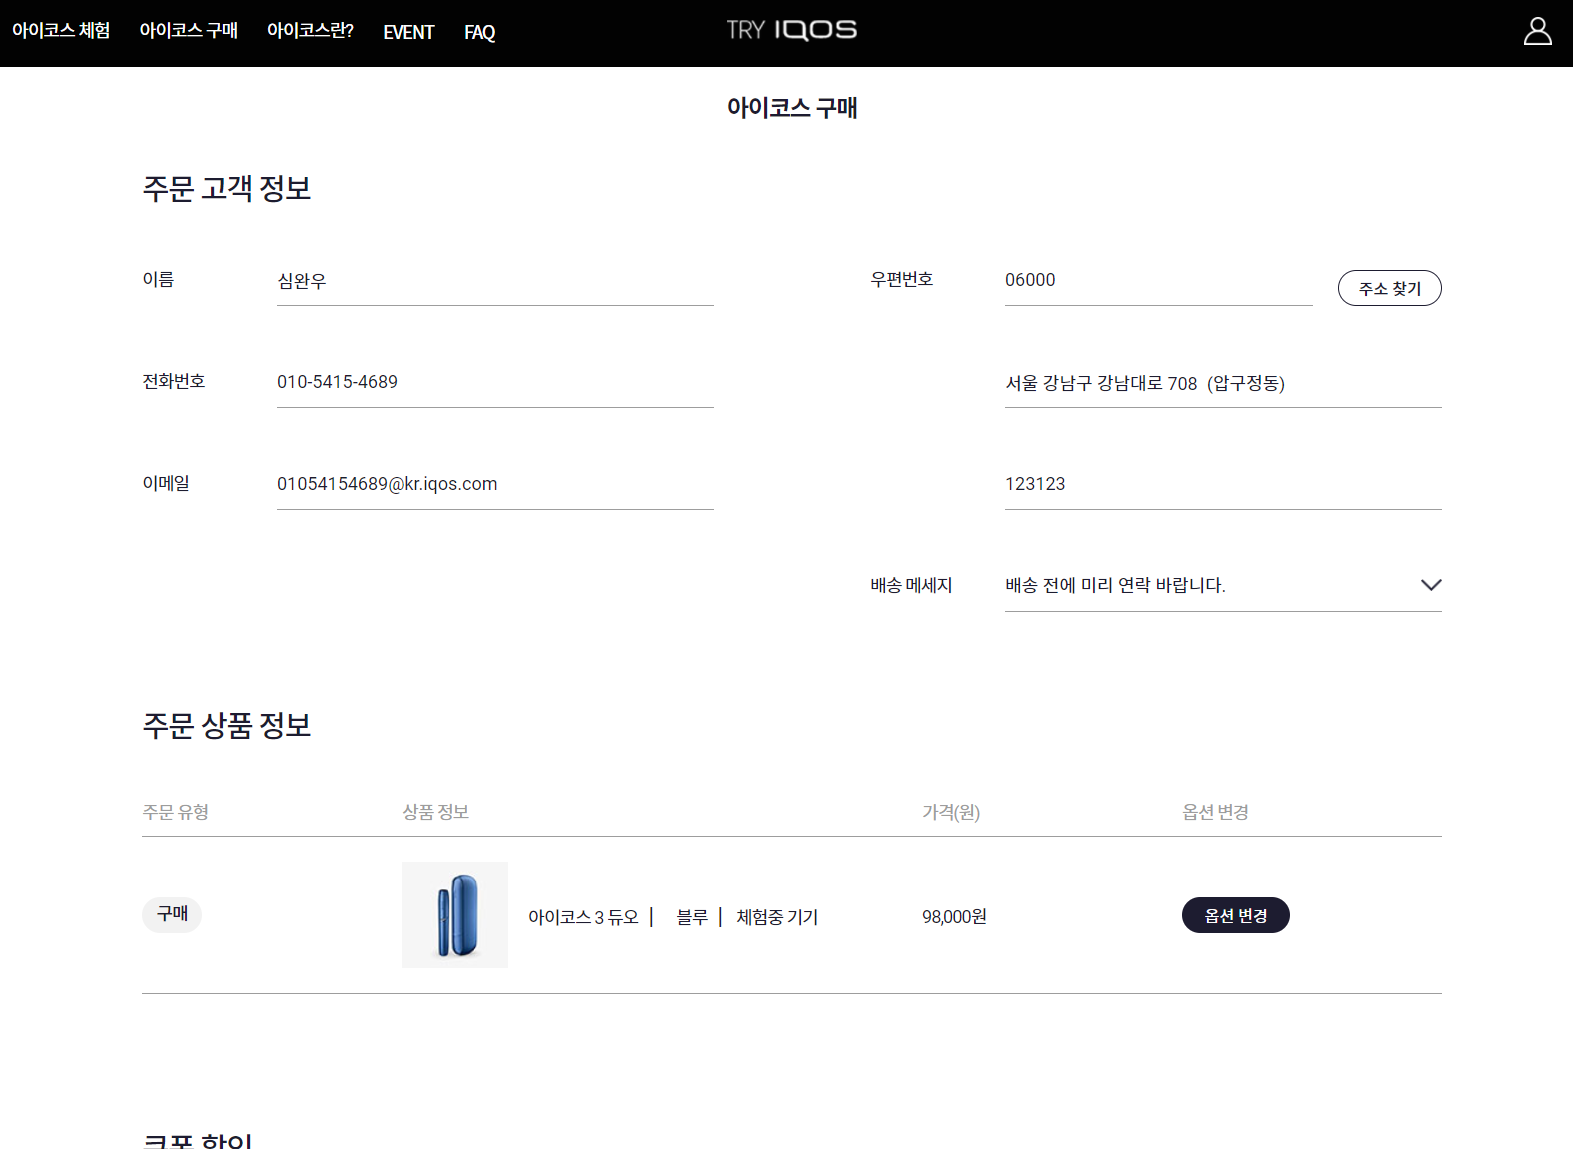 아이코스 체험 아이코스 구매 아이코스란? EVENT FAQ TRY IQOS
아이코스 구매
주문 고객 정보
이름 심완우 우편번호 06000 주소 찾기
전화번호 010-5415-4689 서울 강남구 강남대로 708 (압구정동)
이메일 01054154689@kr.iqos.com 123123
배송 메세지 배송 전에 미리 연락 바랍니다.
주문 상품 정보
주문 유형 상품 정보 가격(원) 옵션 변경
구매 아이코스 3 듀오 | 블루 | 체험중 기기 98,000원 옵션 변경
쿠폰 할인